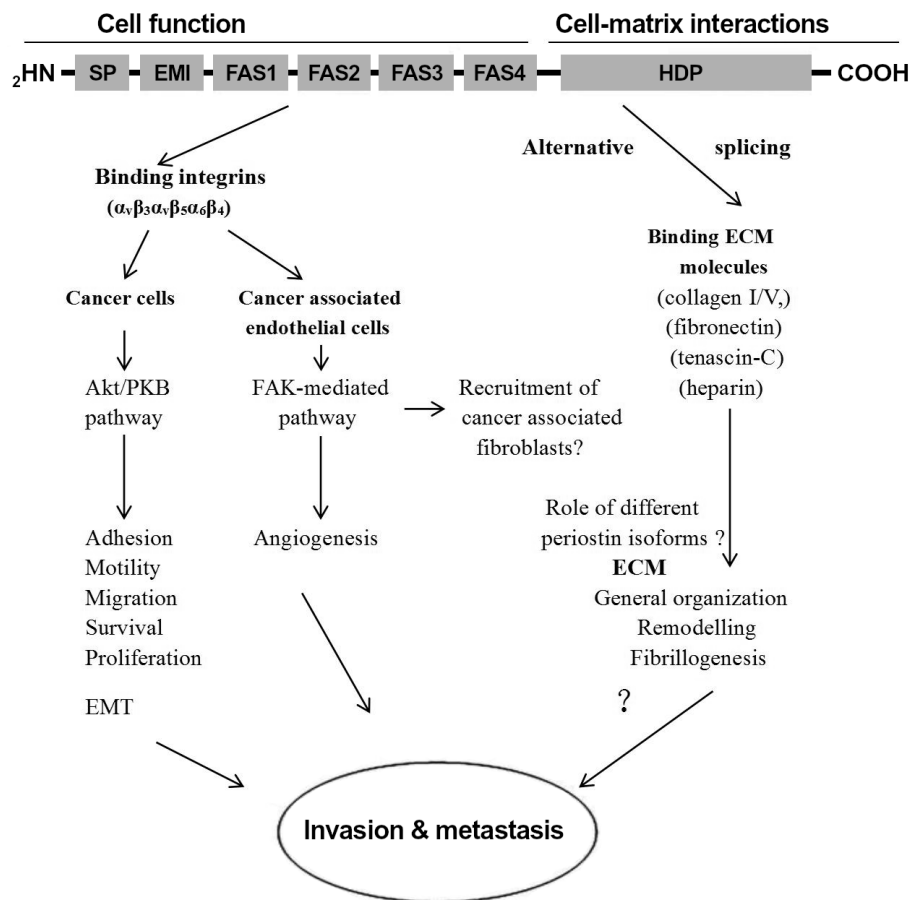 Cell function
Cell-matrix interactions
₂HN SP EMI FAS1 FAS2 FAS3 FAS4 HDP COOH
Alternative splicing
Binding integrins
(αᵥβ₃αᵥβ₅α₆β₄)
Binding ECM
molecules
(collagen I/V,)
(fibronectin)
(tenascin-C)
(heparin)
Cancer cells
Cancer associated
endothelial cells
Akt/PKB
pathway
FAK-mediated
pathway
Recruitment of
cancer associated
fibroblasts?
Role of different
periostin isoforms ?
Adhesion
Motility
Migration
Survival
Proliferation
EMT
Angiogenesis
ECM
General organization
Remodelling
Fibrillogenesis
?
Invasion & metastasis